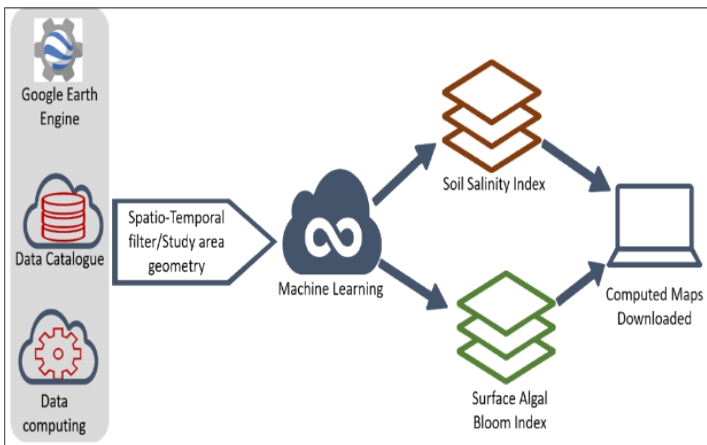 Google Earth
Engine
Data Catalogue
Data
computing
Spatio-Temporal
filter/Study area
geometry
Machine Learning
Soil Salinity Index
Surface Algal
Bloom Index
Computed Maps
Downloaded